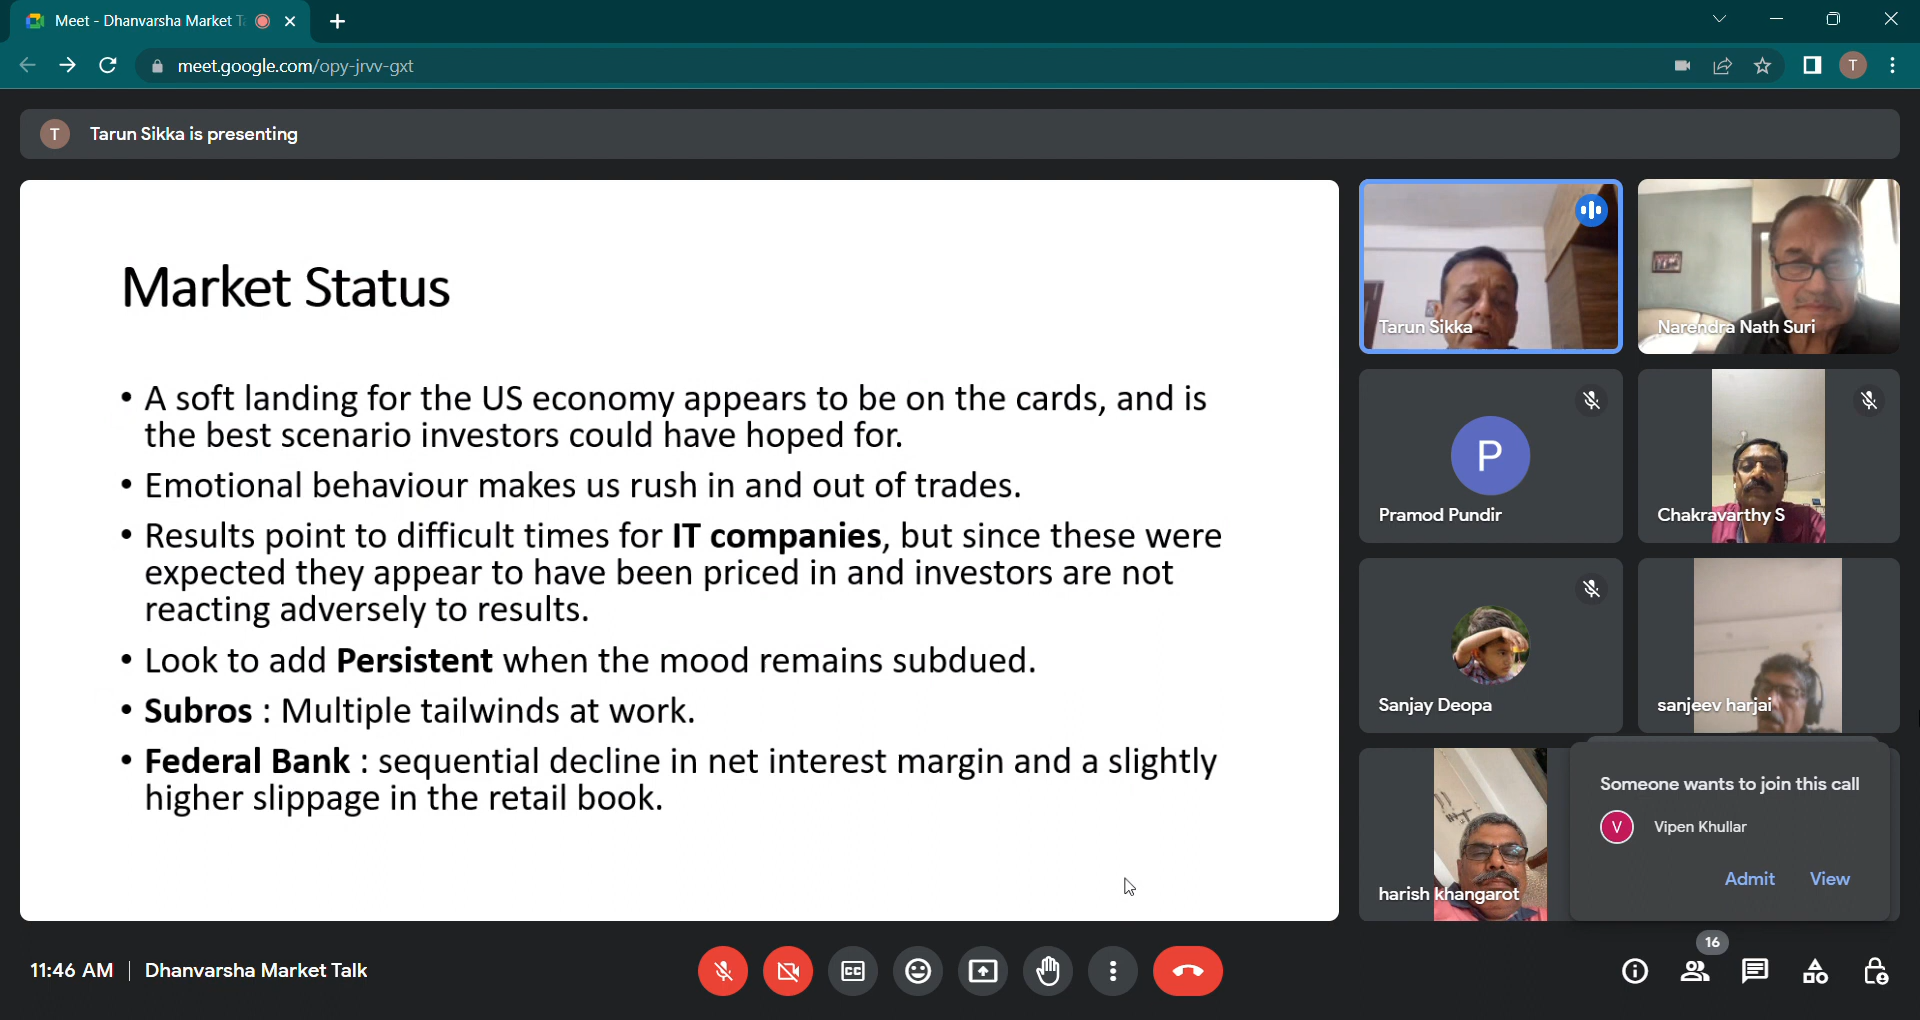 Meet - Dhanvarsha Market T
meet.google.com/opy-jrvv-gxt
T
T
Tarun Sikka is presenting
Market Status
• A soft landing for the US economy appears to be on the cards, and is
the best scenario investors could have hoped for.
• Emotional behaviour makes us rush in and out of trades.
• Results point to difficult times for IT companies, but since these were
expected they appear to have been priced in and investors are not
reacting adversely to results.
• Look to add Persistent when the mood remains subdued.
• Subros : Multiple tailwinds at work.
• Federal Bank : sequential decline in net interest margin and a slightly
higher slippage in the retail book.
Tarun Sikka
Narendra Nath Suri
P
Pramod Pundir
Chakravarthy S
Sanjay Deopa
sanjeev harjai
harish khangarot
Someone wants to join this call
V
Vipen Khullar
Admit View
11:46 AM | Dhanvarsha Market Talk
CC
16